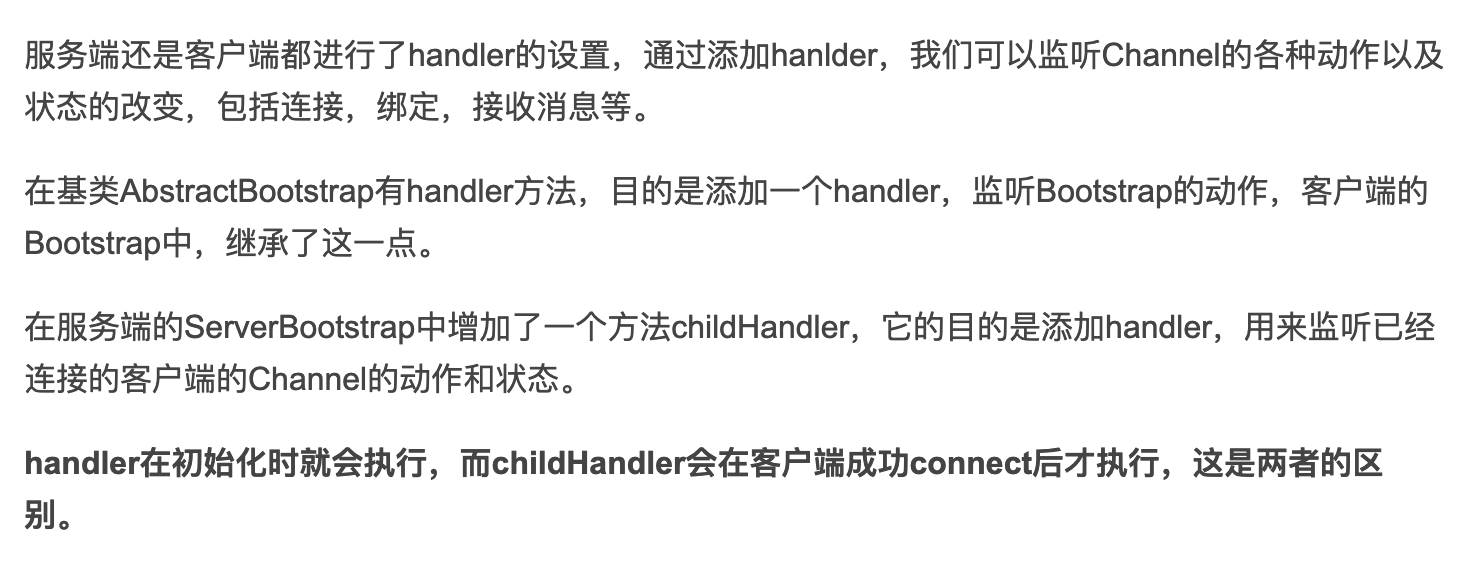 服务端还是客户端都进行了handler的设置，通过添加hanlder，我们可以监听Channel的各种动作以及
状态的改变，包括连接，绑定，接收消息等。
在基类AbstractBootstrap有handler方法，目的是添加一个handler，监听Bootstrap的动作，客户端的
Bootstrap中，继承了这一点。
在服务端的ServerBootstrap中增加了一个方法childHandler，它的目的是添加handler，用来监听已经
连接的客户端的Channel的动作和状态。
handler在初始化时就会执行，而childHandler会在客户端成功connect后才执行，这是两者的区
别。